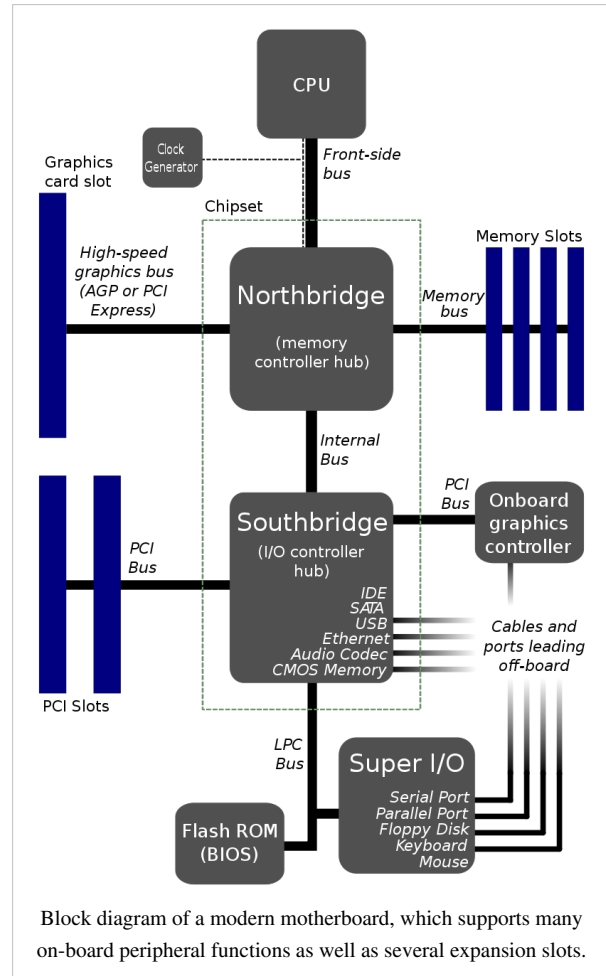 CPU
Clock
Generator
Front-side
bus
Graphics
card slot
Chipset
High-speed
graphics bus
(AGP or PCI
Express)
Northbridge
(memory
controller hub)
Memory
bus
Memory Slots
Internal
Bus
PCI
Bus
Southbridge
(I/O controller
hub)
IDE
SATA
USB
Ethernet
Audio Codec
CMOS Memory
PCI
Bus
Onboard
graphics
controller
Cables and
ports leading
off-board
PCI Slots
LPC
Bus
Super I/O
Serial Port
Parallel Port
Floppy Disk
Keyboard
Mouse
Flash ROM
(BIOS)
Block diagram of a modern motherboard, which supports many
on-board peripheral functions as well as several expansion slots.